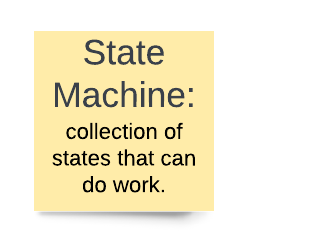 State
Machine:
collection of
states that can
do work.